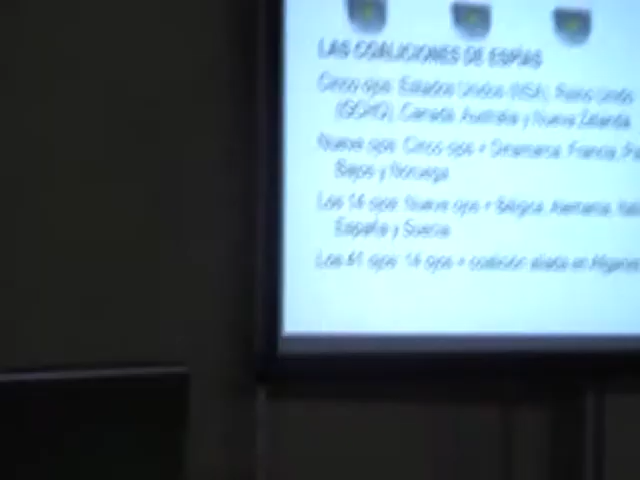 LAS COALICIONES DE ESPÍAS
Cinco ojos: Estados Unidos (NSA), Reino Unido
(GCHQ), Canadá, Australia y Nueva Zelanda
Nueve ojos: Cinco ojos + Dinamarca, Francia,
Bajos y Noruega
Los 14 ojos: Nueve ojos + Bélgica, Alemania,
España y Suecia
Los 41 ojos: 14 ojos + coalición aliada en